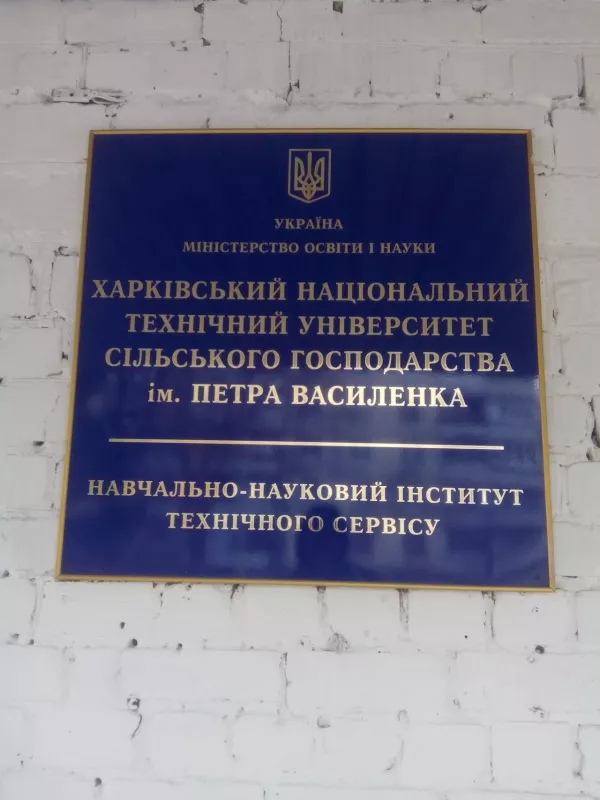 УКРАЇНА
МІНІСТЕРСТВО ОСВІТИ І НАУКИ
ХАРКІВСЬКИЙ НАЦІОНАЛЬНИЙ
ТЕХНІЧНИЙ УНІВЕРСИТЕТ
СІЛЬСЬКОГО ГОСПОДАРСТВА
ім. ПЕТРА ВАСИЛЕНКА
НАВЧАЛЬНО-НАУКОВИЙ ІНСТИТУТ
ТЕХНІЧНОГО СЕРВІСУ